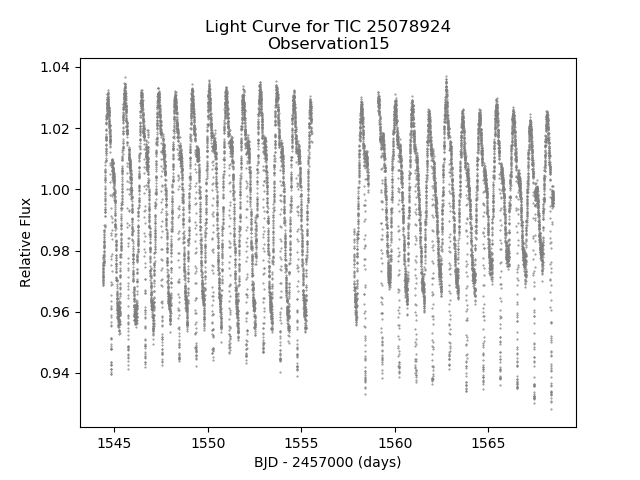 Light Curve for TIC 25078924
Observation15
Relative Flux
1.04
1.02
1.00
0.98
0.96
0.94
1545
1550
1555
1560
1565
BJD - 2457000 (days)